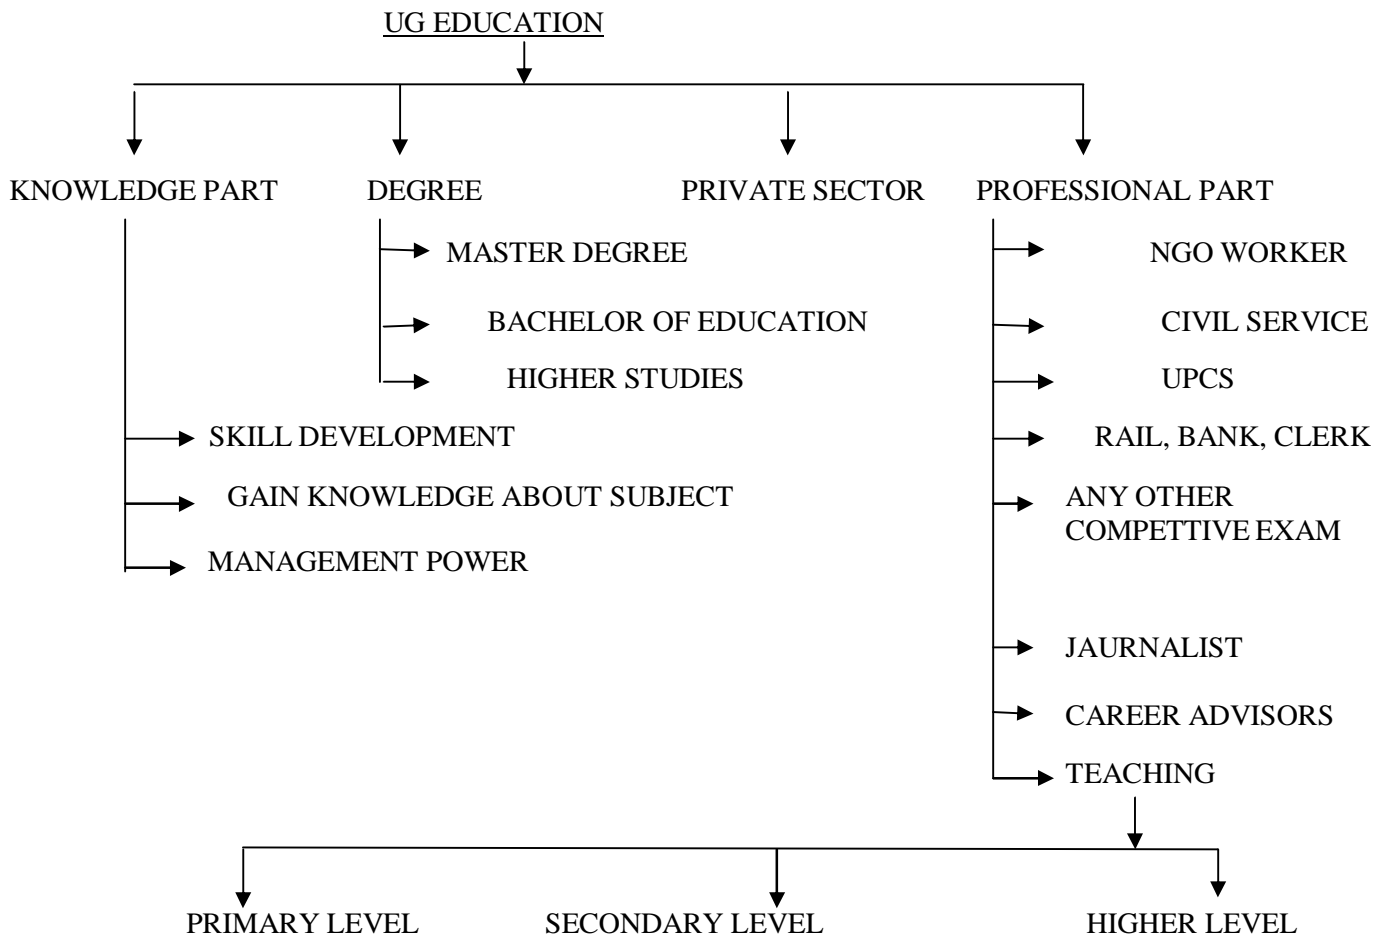 UG EDUCATION
KNOWLEDGE PART
DEGREE
PRIVATE SECTOR
PROFESSIONAL PART
MASTER DEGREE
BACHELOR OF EDUCATION
HIGHER STUDIES
SKILL DEVELOPMENT
GAIN KNOWLEDGE ABOUT SUBJECT
MANAGEMENT POWER
NGO WORKER
CIVIL SERVICE
UPCS
RAIL, BANK, CLERK
ANY OTHER
COMPETTIVE EXAM
JAURNALIST
CAREER ADVISORS
TEACHING
PRIMARY LEVEL
SECONDARY LEVEL
HIGHER LEVEL